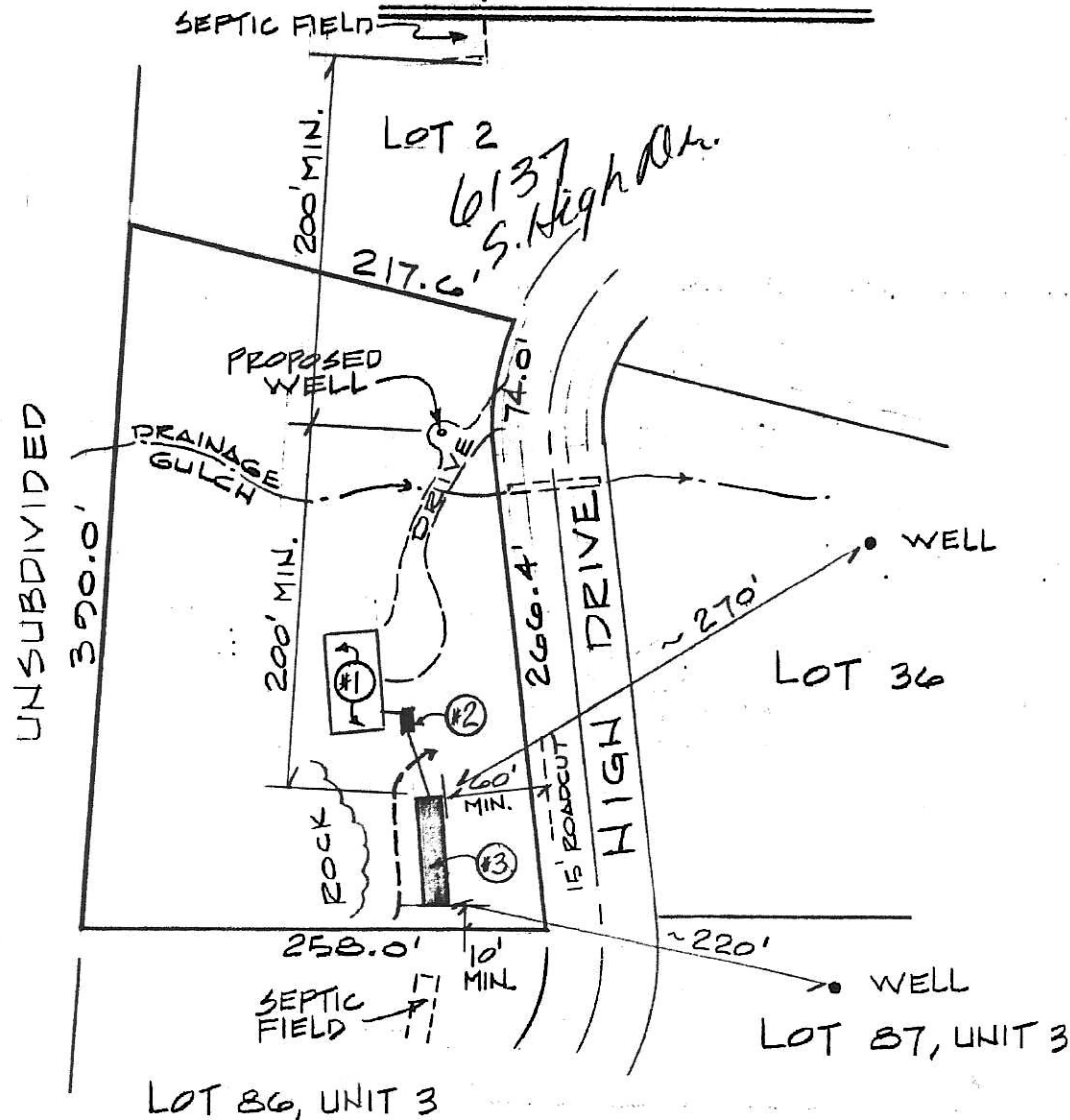 SEPTIC FIELD
200' MIN.
LOT 2
6137
S. High Dr.
217.6'
PROPOSED
WELL
74.0'
DRAINAGE
GULCH
DRIVE
UNSUBDIVIDED
390.0'
200' MIN.
266.4'
HIGH DRIVE
WELL
~270'
LOT 36
#1
#2
60'
MIN.
15' ROADCUT
ROCK
#3
258.0'
10'
MIN.
~220'
WELL
SEPTIC
FIELD
LOT 87, UNIT 3
LOT 86, UNIT 3